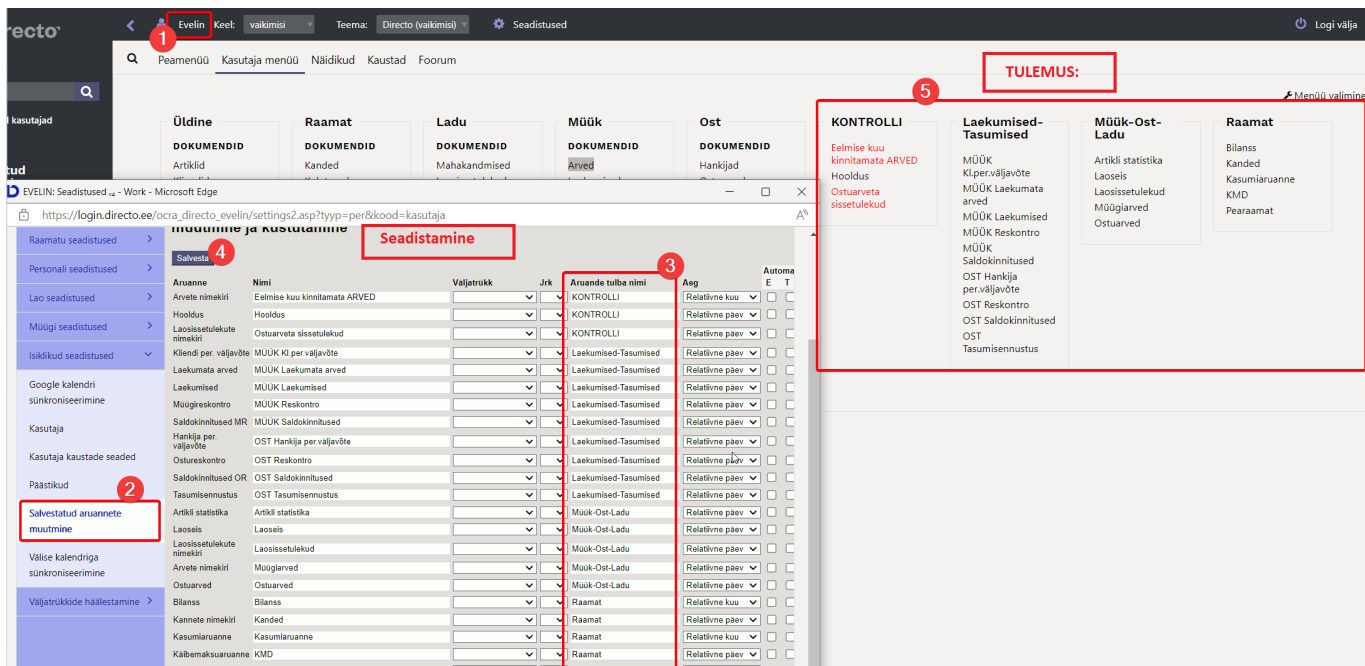 recto
Evelin Keel: vaikimisi Teema: Directo (vaikimisi) Seadistused Logi välja
1
Peamenüü Kasutaja menüü Näidikud Kaustad Foorum
TULEMUS:
5
Menüü valimine
kasutajad
tud
Üldine Raamat Ladu Müük Ost
DOKUMENDID DOKUMENDID DOKUMENDID DOKUMENDID DOKUMENDID
Artiklid Kanded Mahakandmised Arved Hankijad
KONTROLLI
Eelmise kuu
kinnitamata ARVED
Hooldus
Ostuarveta
sissetulekud
Laekumised-
Tasumised
MÜÜK
Kl.per.väljavõte
MÜÜK Laekumata
arved
MÜÜK Laekumised
MÜÜK Reskontro
MÜÜK
Saldokinnitused
OST Hankija
per.väljavõte
OST Reskontro
OST Saldokinnitused
OST
Tasumisennustus
Müük-Ost-
Ladu
Artikli statistika
Laoseis
Laosissetulekud
Müügiarved
Ostuarved
Raamat
Bilanss
Kanded
Kasumiaruanne
KMD
Pearaamat
EVELIN: Seadistused - Work - Microsoft Edge
https://login.directo.ee/ocra_directo_evelin/settings2.asp?tyyp=per&kood=kasutaja
Raamatu seadistused
Personali seadistused
Lao seadistused
Müügi seadistused
Isiklikud seadistused
Google kalendri
sünkroniseerimine
Kasutaja
Kasutaja kaustade seaded
Päästikud
2
Salvestatud aruannete
muutmine
Välise kalendriga
sünkroniseerimine
Väljatrükkide häälestamine
muutmine ja kustutamine
Seadistamine
Salvesta
4
3
Automa
Aruanne Nimi Väljatrükk Jrk Aruande tulba nimi Aeg E T
Arvete nimekiri Eelmise kuu kinnitamata ARVED KONTROLLI Relatiivne kuu
Hooldus Hooldus KONTROLLI Relatiivne päev
Laosissetulekute
nimekiri Ostuarveta sissetulekud KONTROLLI Relatiivne päev
Kliendi per. väljavõte MÜÜK Kl.per.väljavõte Laekumised-Tasumised Relatiivne päev
Laekumata arved MÜÜK Laekumata arved Laekumised-Tasumised Relatiivne päev
Laekumised MÜÜK Laekumised Laekumised-Tasumised Relatiivne päev
Müügireskontro MÜÜK Reskontro Laekumised-Tasumised Relatiivne päev
Saldokinnitused MR MÜÜK Saldokinnitused Laekumised-Tasumised Relatiivne päev
Hankija per.
väljavõte OST Hankija per.väljavõte Laekumised-Tasumised Relatiivne päev
Ostureskontro OST Reskontro Laekumised-Tasumised Relatiivne päev
Saldokinnitused OR OST Saldokinnitused Laekumised-Tasumised Relatiivne päev
Tasumisennustus OST Tasumisennustus Laekumised-Tasumised Relatiivne päev
Artikli statistika Artikli statistika Müük-Ost-Ladu Relatiivne päev
Laoseis Laoseis Müük-Ost-Ladu Relatiivne päev
Laosissetulekute
nimekiri Laosissetulekud Müük-Ost-Ladu Relatiivne päev
Arvete nimekiri Müügiarved Müük-Ost-Ladu Relatiivne päev
Ostuarved Ostuarved Müük-Ost-Ladu Relatiivne päev
Bilanss Bilanss Raamat Relatiivne kuu
Kannete nimekiri Kanded Raamat Relatiivne päev
Kasumiaruanne Kasumiaruanne Raamat Relatiivne kuu
Käibemaksuaruanne KMD Raamat Relatiivne päev